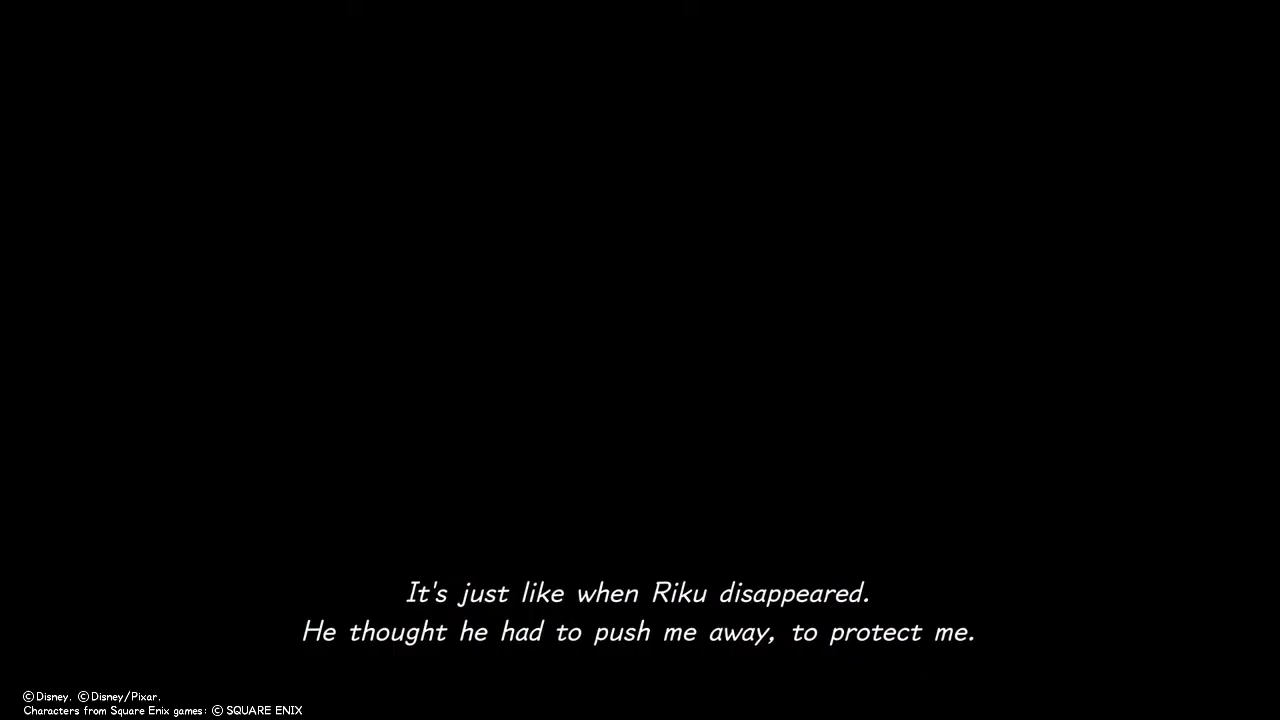 It's just like when Riku disappeared.
He thought he had to push me away, to protect me.
©Disney. ©Disney/Pixar.
Characters from Square Enix games: © SQUARE ENIX